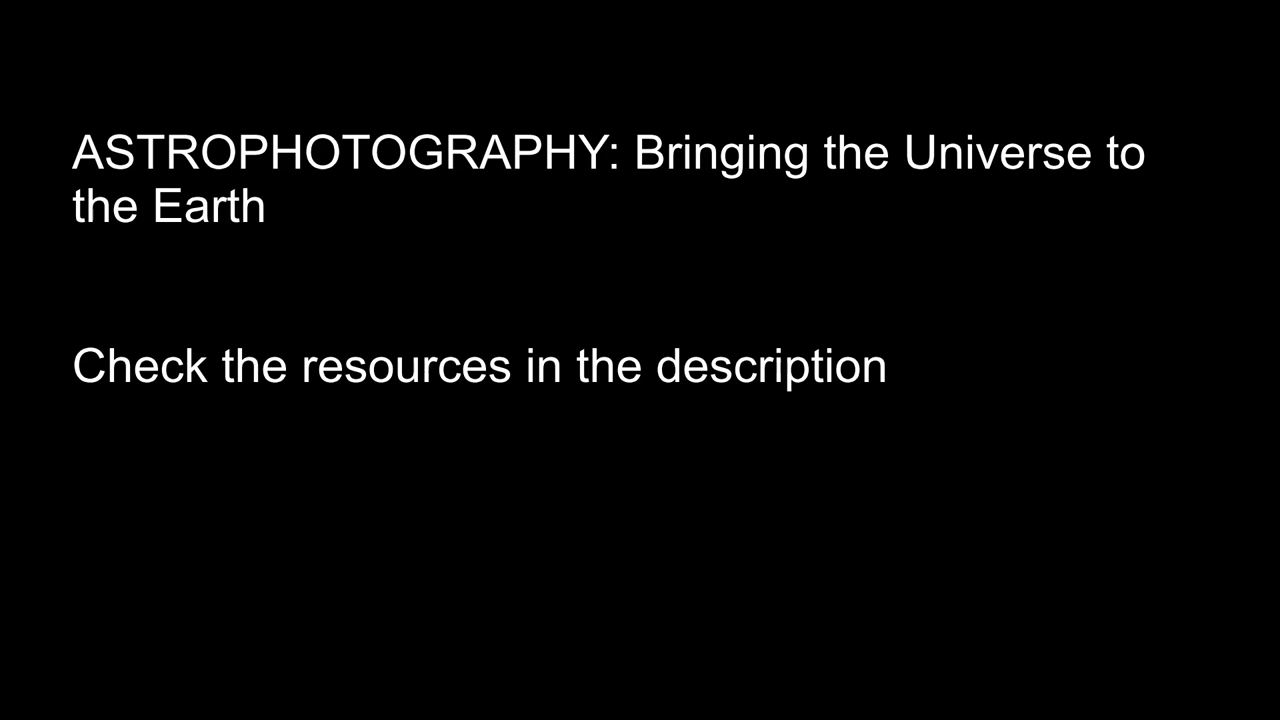 ASTROPHOTOGRAPHY: Bringing the Universe to
the Earth
Check the resources in the description